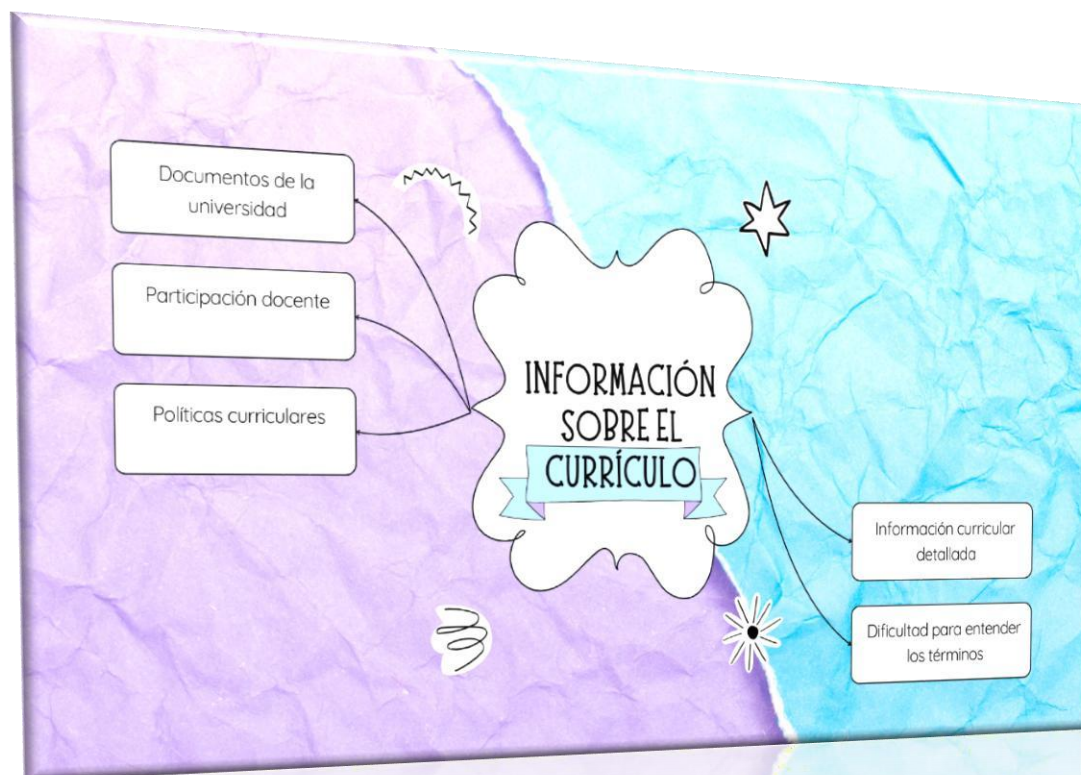 Documentos de la
universidad
Participación docente
Políticas curriculares
INFORMACIÓN
SOBRE EL
CURRÍCULO
Información curricular
detallada
Dificultad para entender
los términos